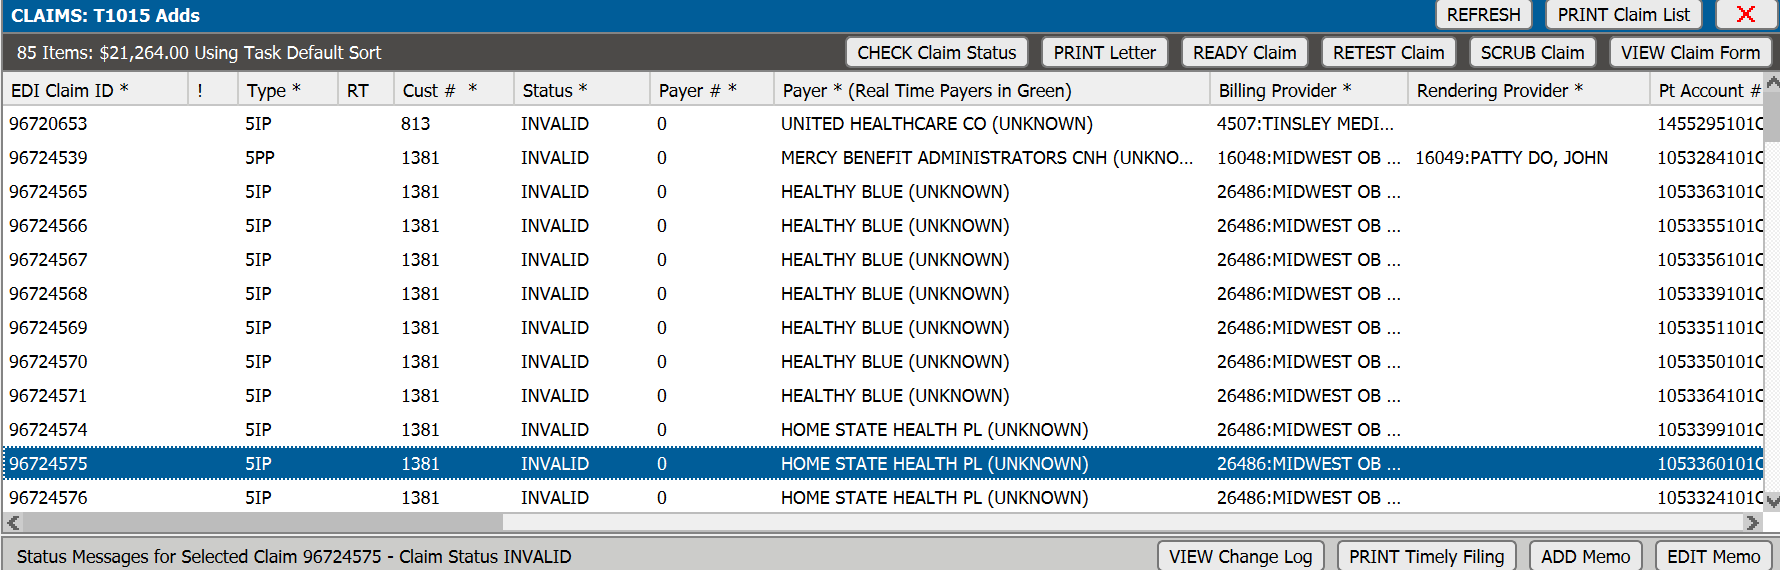 CLAIMS: T1015 Adds REFRESH PRINT Claim List X
85 Items: $21,264.00 Using Task Default Sort CHECK Claim Status PRINT Letter READY Claim RETEST Claim SCRUB Claim VIEW Claim Form
EDI Claim ID * ! Type * RT Cust # * Status * Payer # * Payer * (Real Time Payers in Green) Billing Provider * Rendering Provider * Pt Account #
96720653 5IP 813 INVALID 0 UNITED HEALTHCARE CO (UNKNOWN) 4507:TINSLEY MEDI... 1455295101C
96724539 5PP 1381 INVALID 0 MERCY BENEFIT ADMINISTRATORS CNH (UNKNO... 16048:MIDWEST OB ... 16049:PATTY DO, JOHN 1053284101C
96724565 5IP 1381 INVALID 0 HEALTHY BLUE (UNKNOWN) 26486:MIDWEST OB ... 1053363101C
96724566 5IP 1381 INVALID 0 HEALTHY BLUE (UNKNOWN) 26486:MIDWEST OB ... 1053355101C
96724567 5IP 1381 INVALID 0 HEALTHY BLUE (UNKNOWN) 26486:MIDWEST OB ... 1053356101C
96724568 5IP 1381 INVALID 0 HEALTHY BLUE (UNKNOWN) 26486:MIDWEST OB ... 1053339101C
96724569 5IP 1381 INVALID 0 HEALTHY BLUE (UNKNOWN) 26486:MIDWEST OB ... 1053351101C
96724570 5IP 1381 INVALID 0 HEALTHY BLUE (UNKNOWN) 26486:MIDWEST OB ... 1053350101C
96724571 5IP 1381 INVALID 0 HEALTHY BLUE (UNKNOWN) 26486:MIDWEST OB ... 1053364101C
96724574 5IP 1381 INVALID 0 HOME STATE HEALTH PL (UNKNOWN) 26486:MIDWEST OB ... 1053399101C
96724575 5IP 1381 INVALID 0 HOME STATE HEALTH PL (UNKNOWN) 26486:MIDWEST OB ... 1053360101C
96724576 5IP 1381 INVALID 0 HOME STATE HEALTH PL (UNKNOWN) 26486:MIDWEST OB ... 1053324101C
Status Messages for Selected Claim 96724575 - Claim Status INVALID VIEW Change Log PRINT Timely Filing ADD Memo EDIT Memo